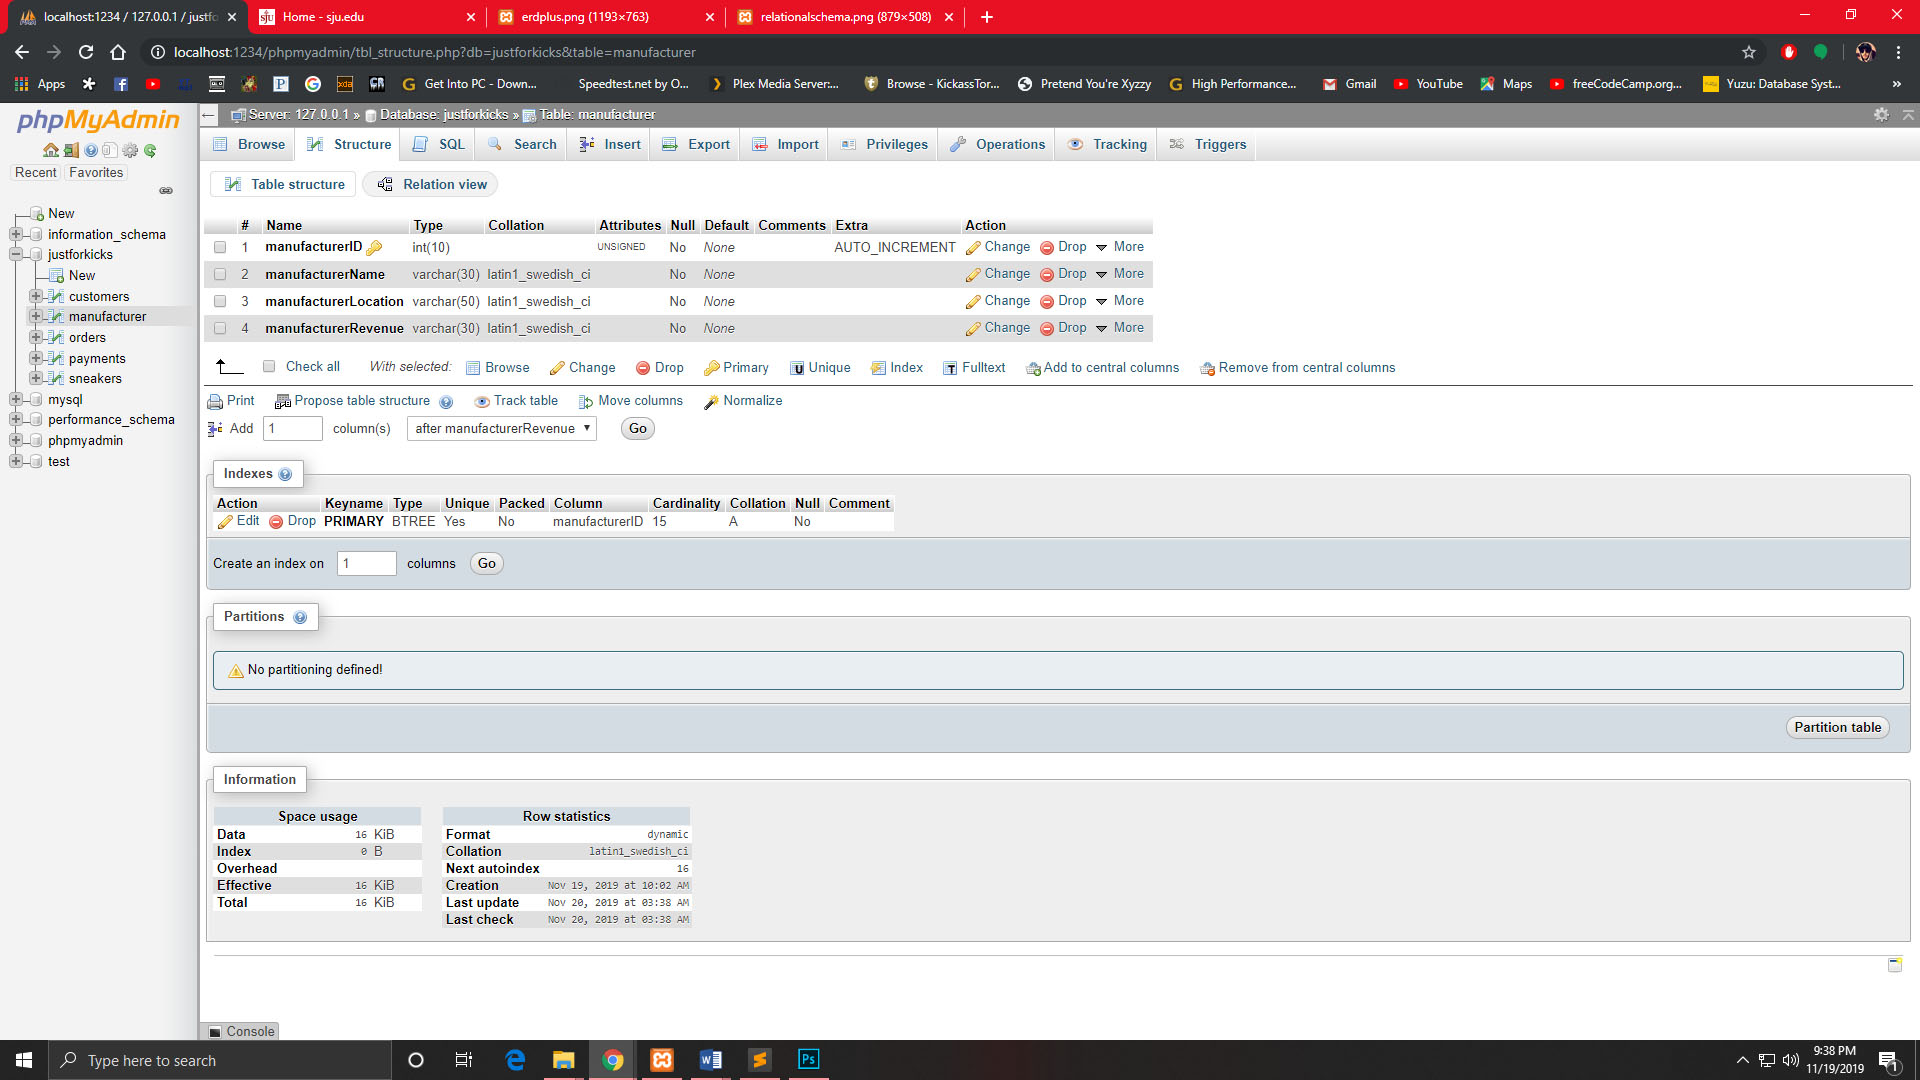 localhost:1234 / 127.0.0.1 / justfo
Home - sju.edu
erdplus.png (1193×763)
relationalschema.png (879×508)
localhost:1234/phpmyadmin/tbl_structure.php?db=justforkicks&table=manufacturer
Apps Get Into PC - Down... Speedtest.net by O... Plex Media Server:... Browse - KickassTor... Pretend You're Xyzzy High Performance... Gmail YouTube Maps freeCodeCamp.org... Yuzu: Database Syst... »
phpMyAdmin
Recent Favorites
New
information_schema
justforkicks
New
customers
manufacturer
orders
payments
sneakers
mysql
performance_schema
phpmyadmin
test
Server: 127.0.0.1 » Database: justforkicks » Table: manufacturer
Browse Structure SQL Search Insert Export Import Privileges Operations Tracking Triggers
Table structure Relation view
# Name Type Collation Attributes Null Default Comments Extra Action
1 manufacturerID int(10) UNSIGNED No None AUTO_INCREMENT Change Drop More
2 manufacturerName varchar(30) latin1_swedish_ci No None Change Drop More
3 manufacturerLocation varchar(50) latin1_swedish_ci No None Change Drop More
4 manufacturerRevenue varchar(30) latin1_swedish_ci No None Change Drop More
Check all With selected: Browse Change Drop Primary Unique Index Fulltext Add to central columns Remove from central columns
Print Propose table structure Track table Move columns Normalize
Add 1 column(s) after manufacturerRevenue Go
Indexes
Action Keyname Type Unique Packed Column Cardinality Collation Null Comment
Edit Drop PRIMARY BTREE Yes No manufacturerID 15 A No
Create an index on 1 columns Go
Partitions
No partitioning defined!
Partition table
Information
Space usage
Data 16 KiB
Index 0 B
Overhead
Effective 16 KiB
Total 16 KiB
Row statistics
Format dynamic
Collation latin1_swedish_ci
Next autoindex 16
Creation Nov 19, 2019 at 10:02 AM
Last update Nov 20, 2019 at 03:38 AM
Last check Nov 20, 2019 at 03:38 AM
Console
Type here to search
9:38 PM
11/19/2019
1